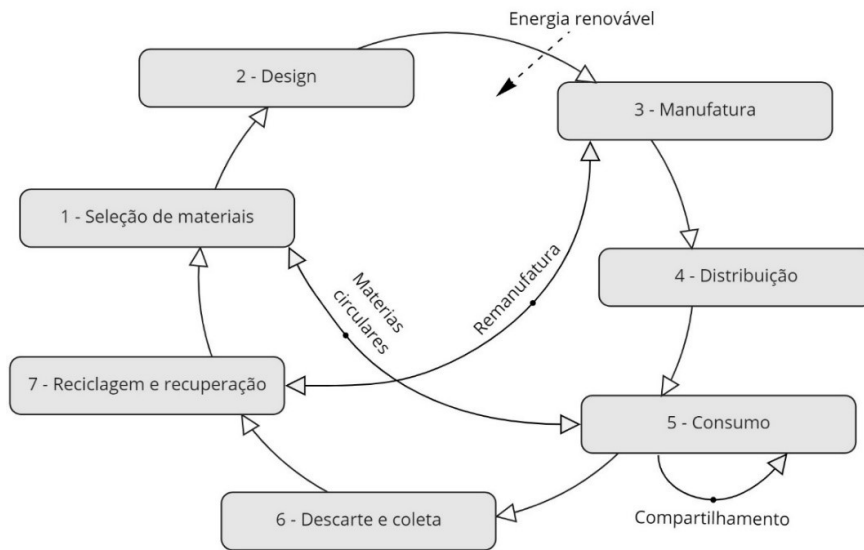 Energia renovável
2 - Design
3 - Manufatura
1 - Seleção de materiais
4 - Distribuição
Materias
circulares
Remanufatura
7 - Reciclagem e recuperação
5 - Consumo
6 - Descarte e coleta
Compartilhamento